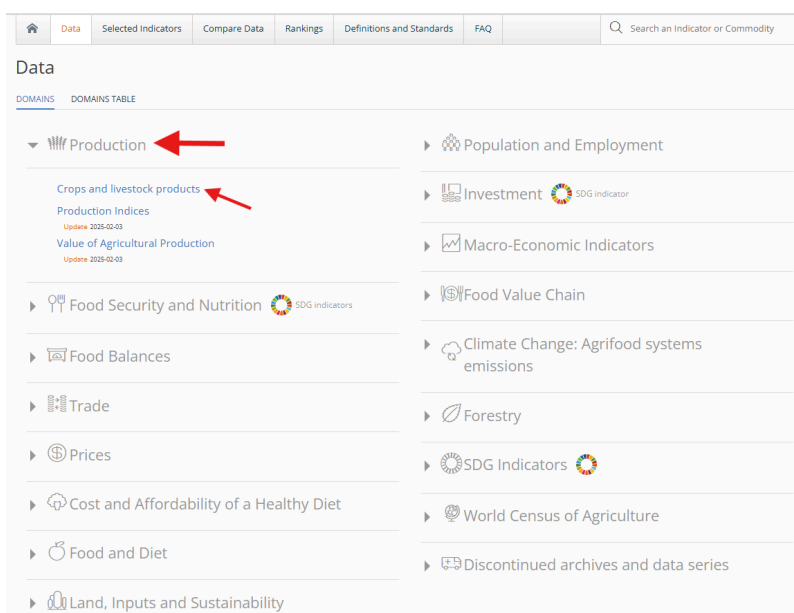 Data
Selected Indicators
Compare Data
Rankings
Definitions and Standards
FAQ
Search an Indicator or Commodity
Data
DOMAINS
DOMAINS TABLE
Production
Crops and livestock products
Production Indices
Update 2025-02-03
Value of Agricultural Production
Update 2025-02-03
Food Security and Nutrition
SDG indicators
Food Balances
Trade
Prices
Cost and Affordability of a Healthy Diet
Food and Diet
Land, Inputs and Sustainability
Population and Employment
Investment
SDG indicator
Macro-Economic Indicators
Food Value Chain
Climate Change: Agrifood systems
emissions
Forestry
SDG Indicators
World Census of Agriculture
Discontinued archives and data series